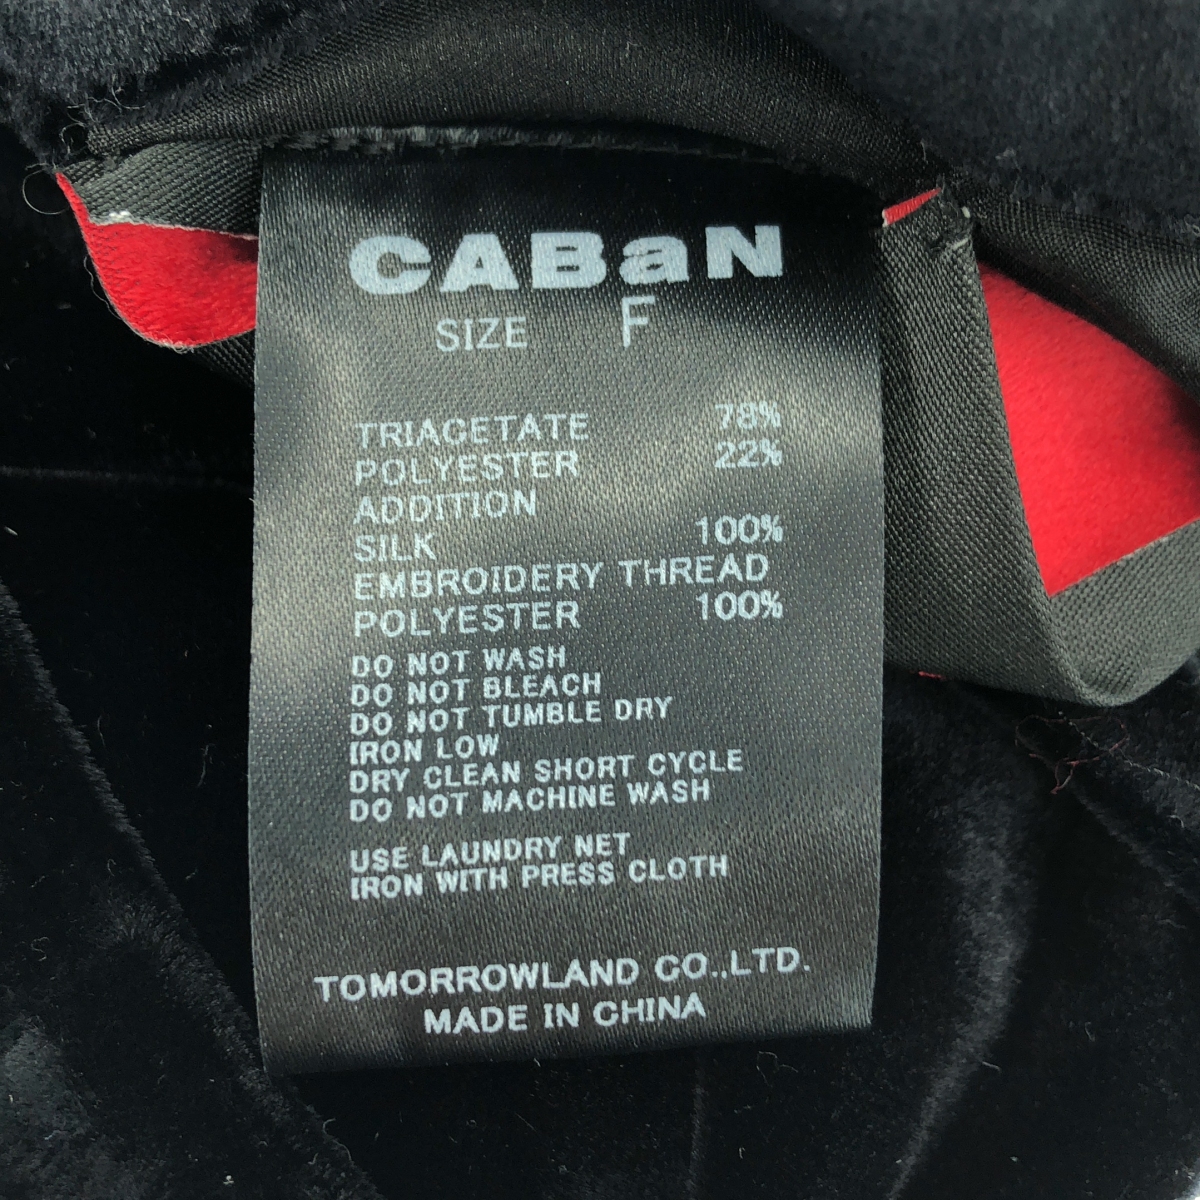 CABaN
SIZE F
TRIACETATE 78%
POLYESTER 22%
ADDITION
SILK 100%
EMBROIDERY THREAD
POLYESTER 100%
DO NOT WASH
DO NOT BLEACH
DO NOT TUMBLE DRY
IRON LOW
DRY CLEAN SHORT CYCLE
DO NOT MACHINE WASH
USE LAUNDRY NET
IRON WITH PRESS CLOTH
TOMORROWLAND CO.,LTD.
MADE IN CHINA